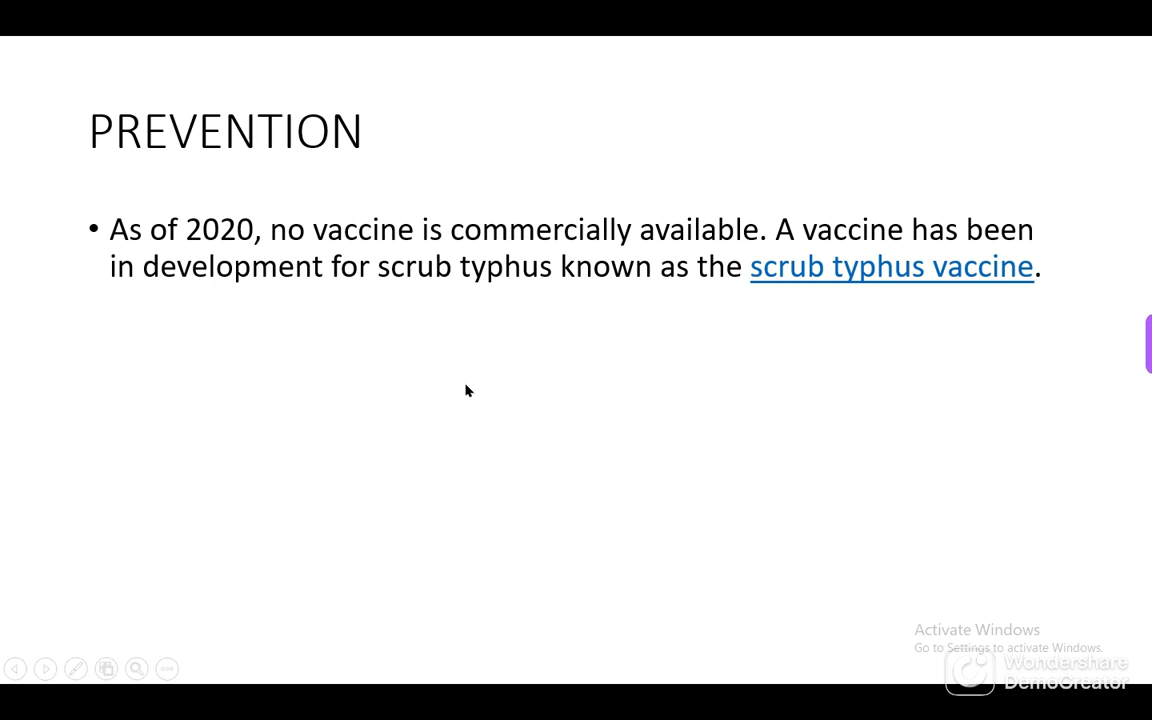 PREVENTION
• As of 2020, no vaccine is commercially available. A vaccine has been
in development for scrub typhus known as the scrub typhus vaccine.
Activate Windows
Go to Settings to activate Windows.
Wondershare
DemoCreator